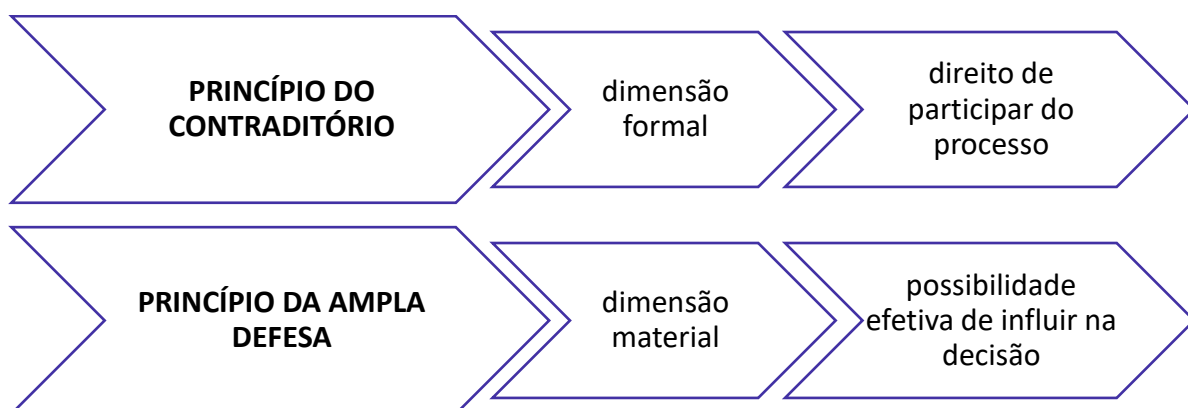 PRINCÍPIO DO
CONTRADITÓRIO
dimensão
formal
direito de
participar do
processo
PRINCÍPIO DA AMPLA
DEFESA
dimensão
material
possibilidade
efetiva de influir na
decisão